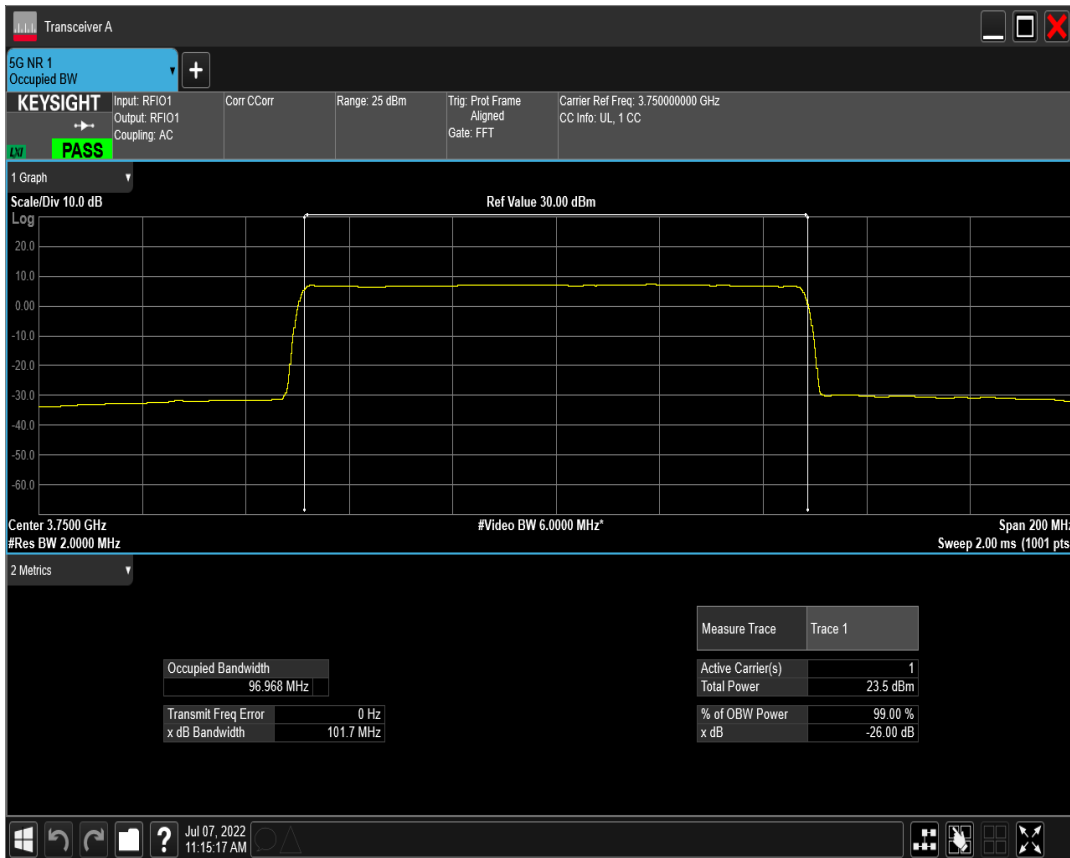 Transceiver A
5G NR 1
Occupied BW
+
KEYSIGHT
LXI
PASS
Input: RFIO1
Output: RFIO1
Coupling: AC
Corr CCorr
Range: 25 dBm
Trig: Prot Frame
Aligned
Gate: FFT
Carrier Ref Freq: 3.750000000 GHz
CC Info: UL, 1 CC
1 Graph
Scale/Div 10.0 dB
Ref Value 30.00 dBm
Log
20.0
10.0
0.00
-10.0
-20.0
-30.0
-40.0
-50.0
-60.0
Center 3.7500 GHz
#Video BW 6.0000 MHz*
Span 200 MHz
#Res BW 2.0000 MHz
Sweep 2.00 ms (1001 pts
2 Metrics
Measure Trace Trace 1
Occupied Bandwidth
96.968 MHz
Active Carrier(s) 1
Total Power 23.5 dBm
Transmit Freq Error 0 Hz
x dB Bandwidth 101.7 MHz
% of OBW Power 99.00 %
x dB -26.00 dB
?
Jul 07, 2022
11:15:17 AM